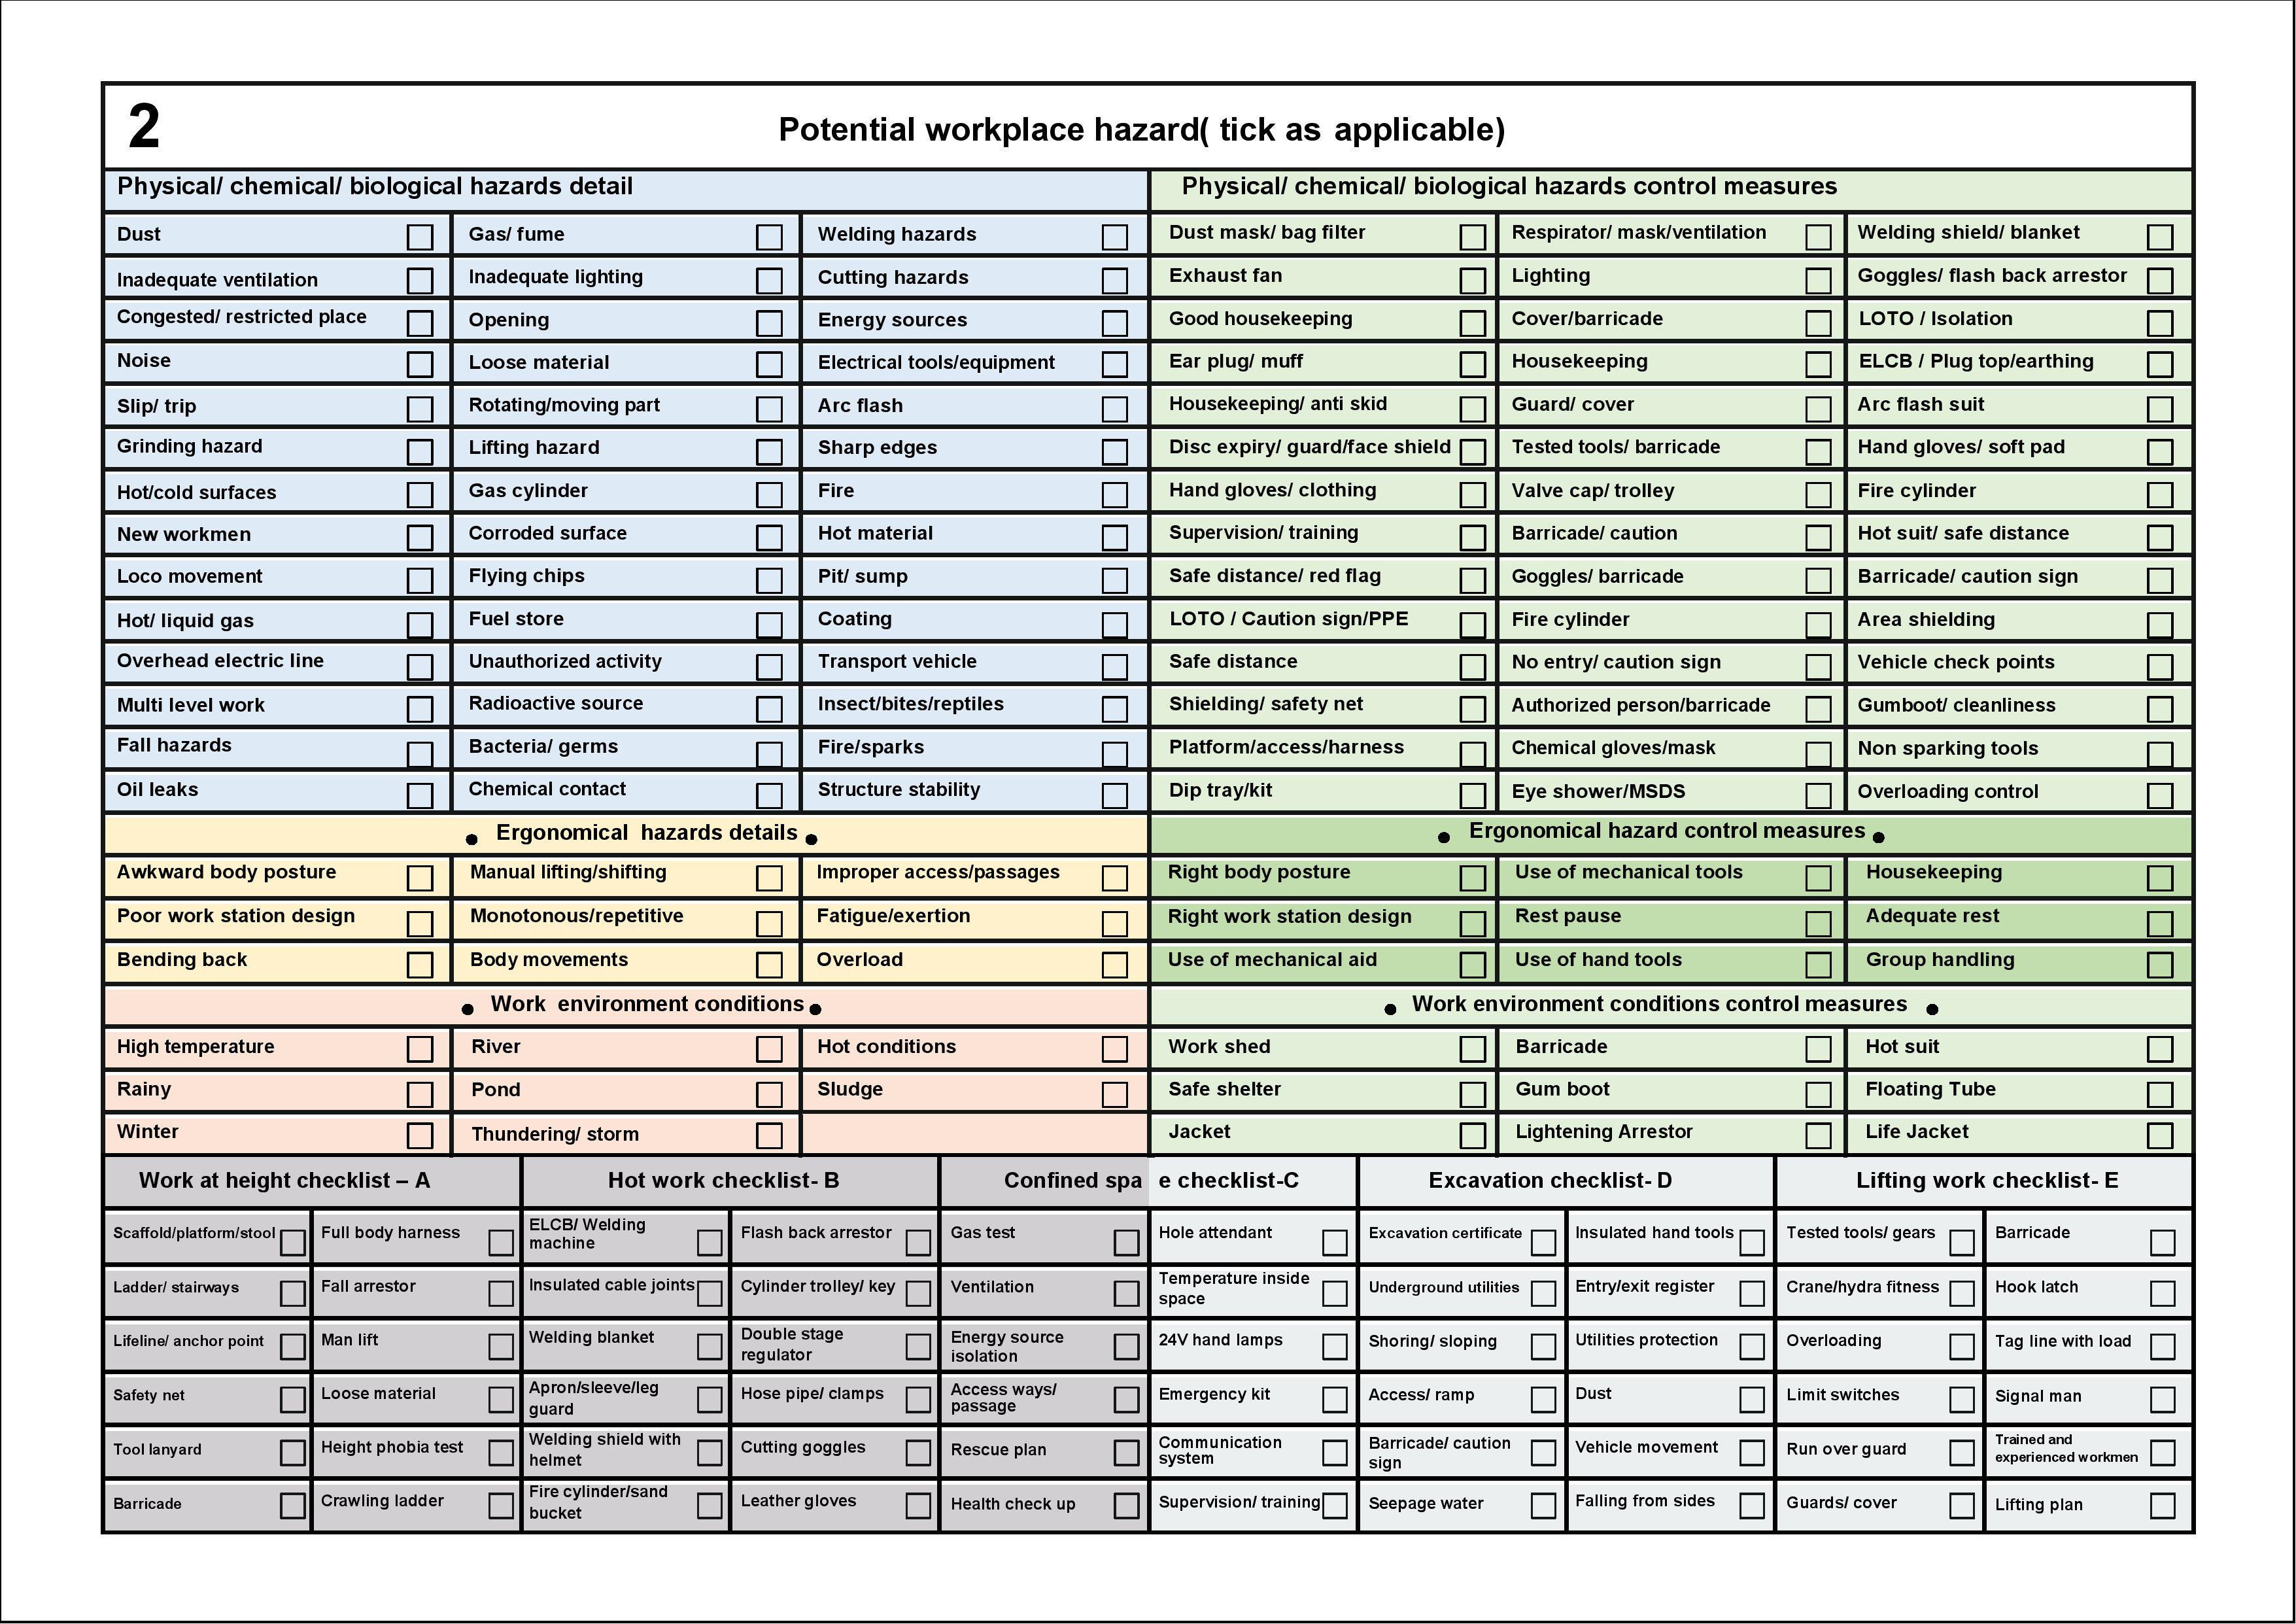 2
Potential workplace hazard( tick as applicable)
Physical/ chemical/ biological hazards detail
Physical/ chemical/ biological hazards control measures
Dust
Gas/ fume
Welding hazards
Dust mask/ bag filter
Respirator/ mask/ventilation
Welding shield/ blanket
Inadequate ventilation
Inadequate lighting
Cutting hazards
Exhaust fan
Lighting
Goggles/ flash back arrestor
Congested/ restricted place
Opening
Energy sources
Good housekeeping
Cover/barricade
LOTO / Isolation
Noise
Loose material
Electrical tools/equipment
Ear plug/ muff
Housekeeping
ELCB / Plug top/earthing
Slip/ trip
Rotating/moving part
Arc flash
Housekeeping/ anti skid
Guard/ cover
Arc flash suit
Grinding hazard
Lifting hazard
Sharp edges
Disc expiry/ guard/face shield
Tested tools/ barricade
Hand gloves/ soft pad
Hot/cold surfaces
Gas cylinder
Fire
Hand gloves/ clothing
Valve cap/ trolley
Fire cylinder
New workmen
Corroded surface
Hot material
Supervision/ training
Barricade/ caution
Hot suit/ safe distance
Loco movement
Flying chips
Pit/ sump
Safe distance/ red flag
Goggles/ barricade
Barricade/ caution sign
Hot/ liquid gas
Fuel store
Coating
LOTO / Caution sign/PPE
Fire cylinder
Area shielding
Overhead electric line
Unauthorized activity
Transport vehicle
Safe distance
No entry/ caution sign
Vehicle check points
Multi level work
Radioactive source
Insect/bites/reptiles
Shielding/ safety net
Authorized person/barricade
Gumboot/ cleanliness
Fall hazards
Bacteria/ germs
Fire/sparks
Platform/access/harness
Chemical gloves/mask
Non sparking tools
Oil leaks
Chemical contact
Structure stability
Dip tray/kit
Eye shower/MSDS
Overloading control
• Ergonomical hazards details •
• Ergonomical hazard control measures •
Awkward body posture
Manual lifting/shifting
Improper access/passages
Right body posture
Use of mechanical tools
Housekeeping
Poor work station design
Monotonous/repetitive
Fatigue/exertion
Right work station design
Rest pause
Adequate rest
Bending back
Body movements
Overload
Use of mechanical aid
Use of hand tools
Group handling
• Work environment conditions •
• Work environment conditions control measures •
High temperature
River
Hot conditions
Work shed
Barricade
Hot suit
Rainy
Pond
Sludge
Safe shelter
Gum boot
Floating Tube
Winter
Thundering/ storm
Jacket
Lightening Arrestor
Life Jacket
Work at height checklist – A
Hot work checklist- B
Confined spa e checklist-C
Excavation checklist- D
Lifting work checklist- E
Scaffold/platform/stool
Full body harness
ELCB/ Welding
machine
Flash back arrestor
Gas test
Hole attendant
Excavation certificate
Insulated hand tools
Tested tools/ gears
Barricade
Ladder/ stairways
Fall arrestor
Insulated cable joints
Cylinder trolley/ key
Ventilation
Temperature inside
space
Underground utilities
Entry/exit register
Crane/hydra fitness
Hook latch
Lifeline/ anchor point
Man lift
Welding blanket
Double stage
regulator
Energy source
isolation
24V hand lamps
Shoring/ sloping
Utilities protection
Overloading
Tag line with load
Safety net
Loose material
Apron/sleeve/leg
guard
Hose pipe/ clamps
Access ways/
passage
Emergency kit
Access/ ramp
Dust
Limit switches
Signal man
Tool lanyard
Height phobia test
Welding shield with
helmet
Cutting goggles
Rescue plan
Communication
system
Barricade/ caution
sign
Vehicle movement
Run over guard
Trained and
experienced workmen
Barricade
Crawling ladder
Fire cylinder/sand
bucket
Leather gloves
Health check up
Supervision/ training
Seepage water
Falling from sides
Guards/ cover
Lifting plan